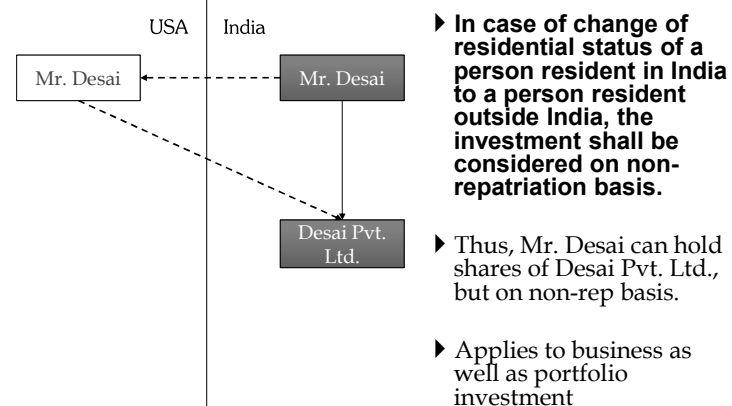 USA India
Mr. Desai
Mr. Desai
Desai Pvt.
Ltd.
In case of change of
residential status of a
person resident in India
to a person resident
outside India, the
investment shall be
considered on non-
repatriation basis.
Thus, Mr. Desai can hold
shares of Desai Pvt. Ltd.,
but on non-rep basis.
Applies to business as
well as portfolio
investment